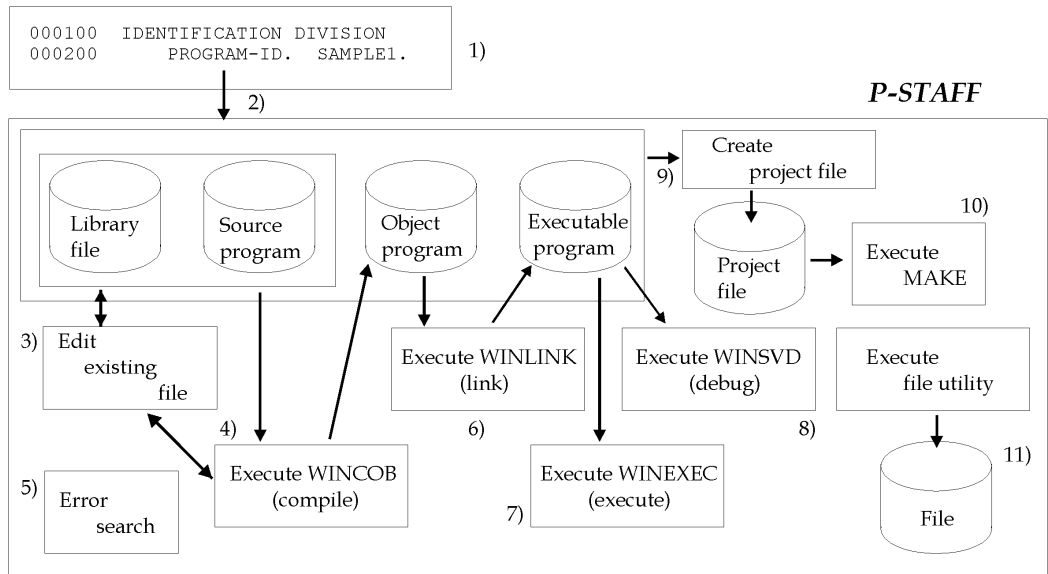 000100 IDENTIFICATION DIVISION
000200 PROGRAM-ID. SAMPLE1.
1)
2)
P-STAFF
Library
file
Source
program
Object
program
Executable
program
9)
Create
project file
Project
file
10)
Execute
MAKE
3)
Edit
existing
file
4)
Execute WINCOB
(compile)
5)
Error
search
Execute WINLINK
(link)
6)
7)
Execute WINEXEC
(execute)
Execute WINSVD
(debug)
8)
Execute
file utility
11)
File